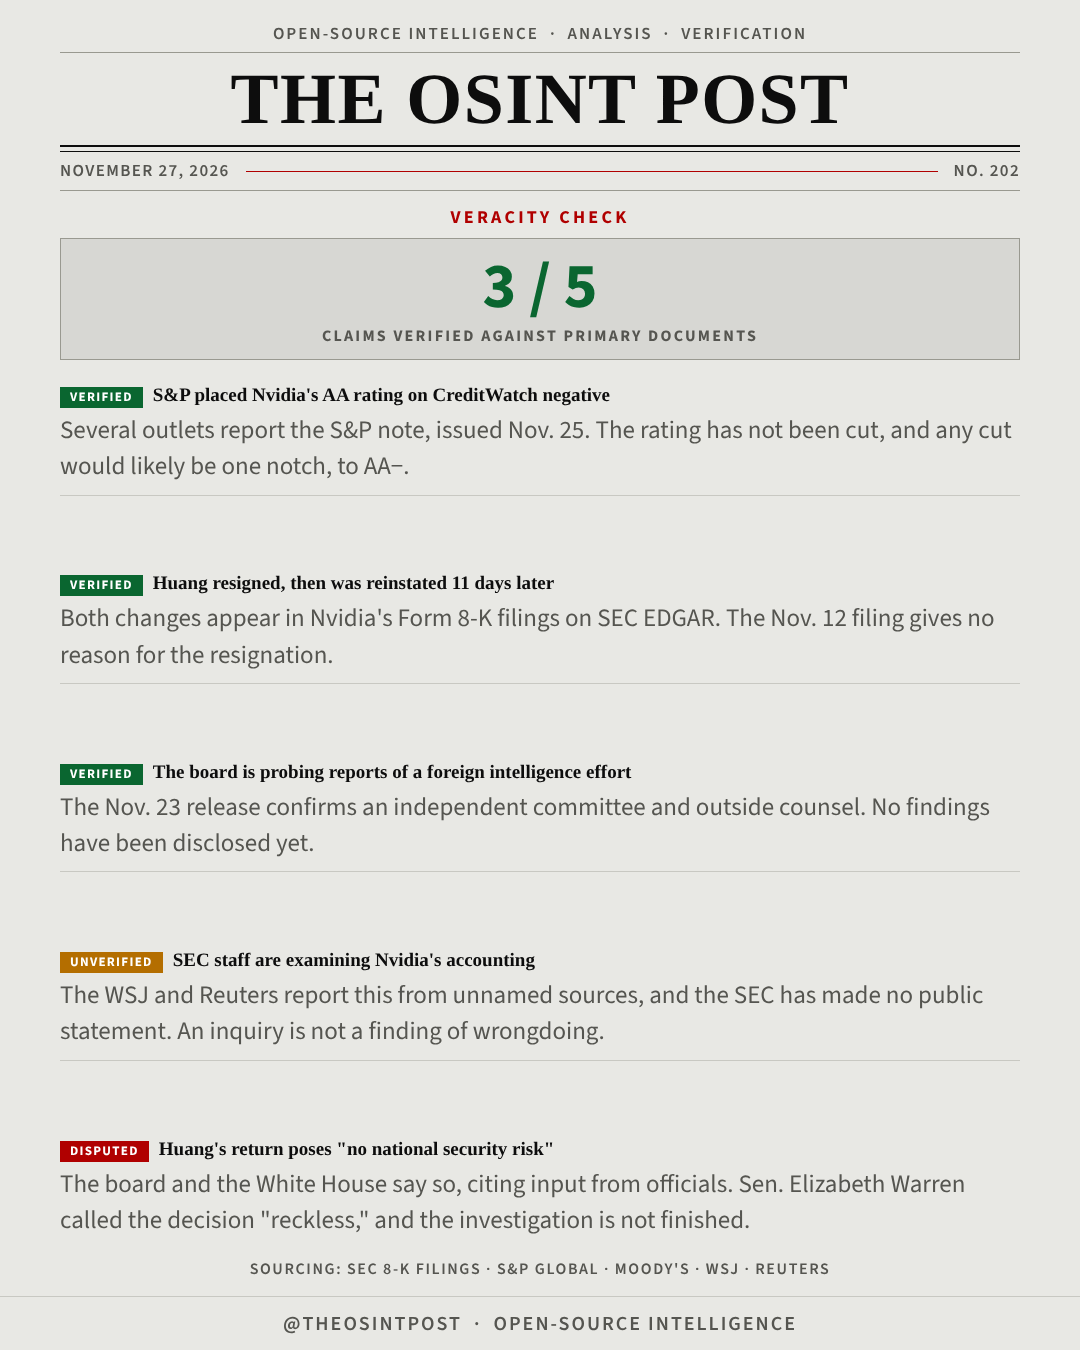 OPEN-SOURCE INTELLIGENCE · ANALYSIS · VERIFICATION
THE OSINT POST
NOVEMBER 27, 2026 NO. 202
VERACITY CHECK
3 / 5
CLAIMS VERIFIED AGAINST PRIMARY DOCUMENTS
VERIFIED S&P placed Nvidia's AA rating on CreditWatch negative
Several outlets report the S&P note, issued Nov. 25. The rating has not been cut, and any cut
would likely be one notch, to AA−.
VERIFIED Huang resigned, then was reinstated 11 days later
Both changes appear in Nvidia's Form 8-K filings on SEC EDGAR. The Nov. 12 filing gives no
reason for the resignation.
VERIFIED The board is probing reports of a foreign intelligence effort
The Nov. 23 release confirms an independent committee and outside counsel. No findings
have been disclosed yet.
UNVERIFIED SEC staff are examining Nvidia's accounting
The WSJ and Reuters report this from unnamed sources, and the SEC has made no public
statement. An inquiry is not a finding of wrongdoing.
DISPUTED Huang's return poses "no national security risk"
The board and the White House say so, citing input from officials. Sen. Elizabeth Warren
called the decision "reckless," and the investigation is not finished.
SOURCING: SEC 8-K FILINGS · S&P GLOBAL · MOODY'S · WSJ · REUTERS
@THEOSINTPOST · OPEN-SOURCE INTELLIGENCE